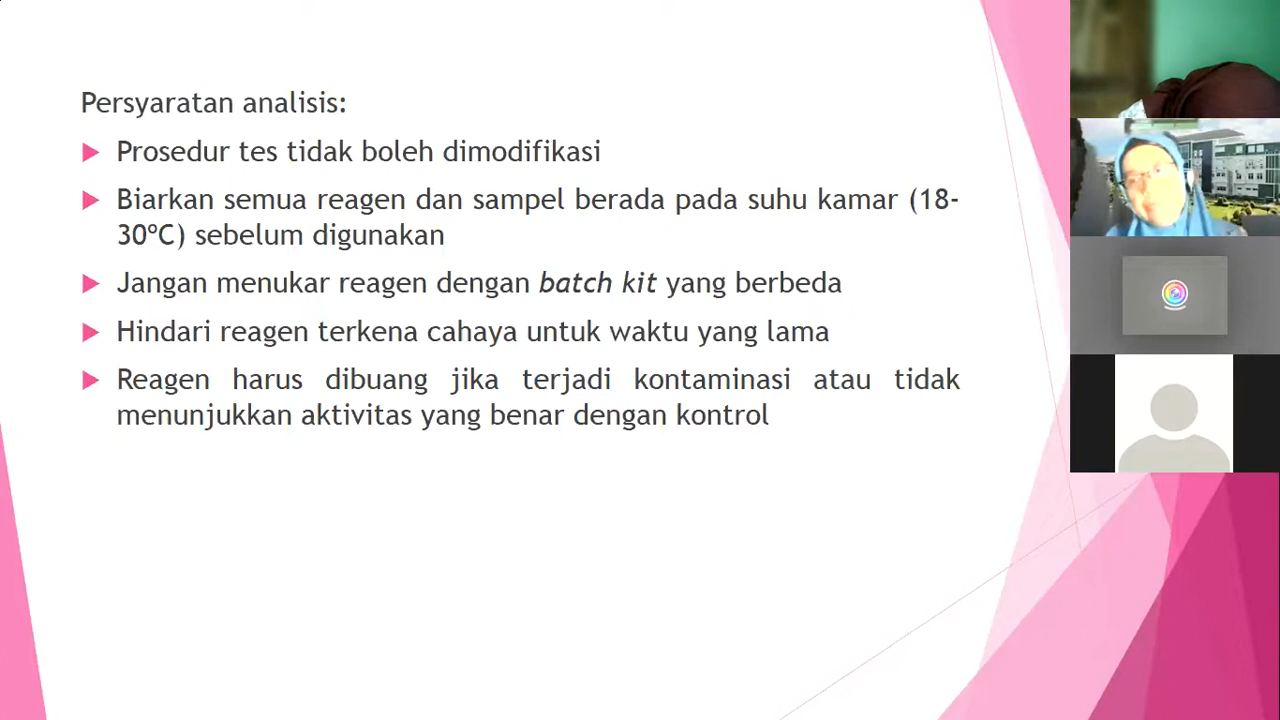 Persyaratan analisis:
Prosedur tes tidak boleh dimodifikasi
Biarkan semua reagen dan sampel berada pada suhu kamar (18-
30ºC) sebelum digunakan
Jangan menukar reagen dengan batch kit yang berbeda
Hindari reagen terkena cahaya untuk waktu yang lama
Reagen harus dibuang jika terjadi kontaminasi atau tidak
menunjukkan aktivitas yang benar dengan kontrol